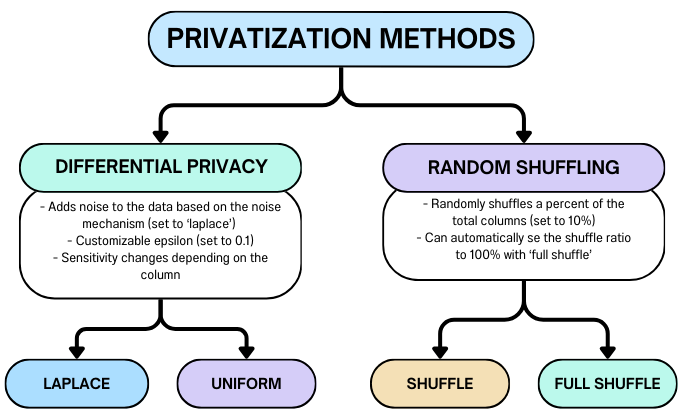 PRIVATIZATION METHODS
DIFFERENTIAL PRIVACY
- Adds noise to the data based on the noise
mechanism (set to ‘laplace’)
- Customizable epsilon (set to 0.1)
- Sensitivity changes depending on the
column
RANDOM SHUFFLING
- Randomly shuffles a percent of the
total columns (set to 10%)
- Can automatically se the shuffle ratio
to 100% with ‘full shuffle’
LAPLACE
UNIFORM
SHUFFLE
FULL SHUFFLE